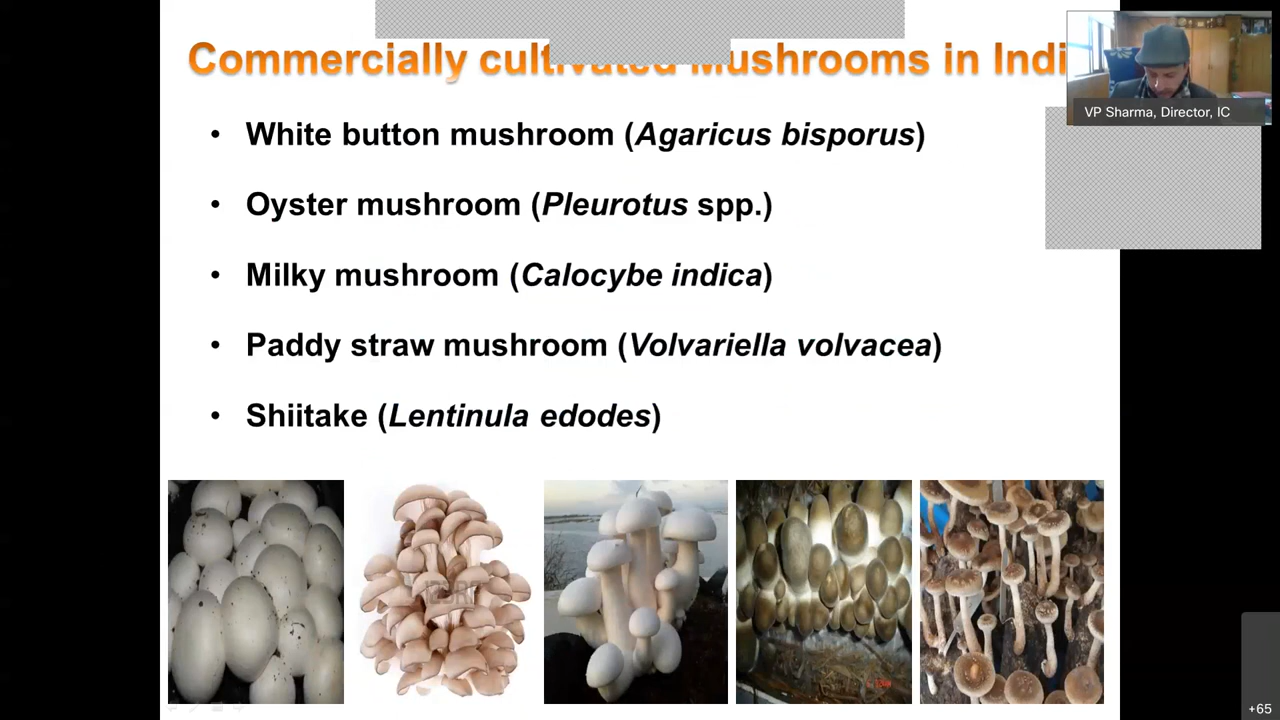 Commercially cultivated Mushrooms in Indi
VP Sharma, Director, IC
• White button mushroom (Agaricus bisporus)
• Oyster mushroom (Pleurotus spp.)
• Milky mushroom (Calocybe indica)
• Paddy straw mushroom (Volvariella volvacea)
• Shiitake (Lentinula edodes)
+65